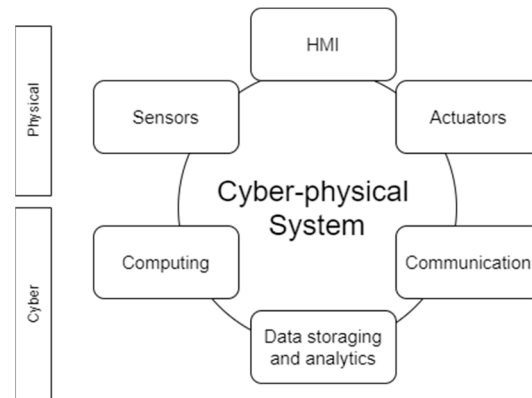 HMI
Physical
Sensors
Actuators
Cyber-physical
System
Cyber
Computing
Communication
Data storaging
and analytics